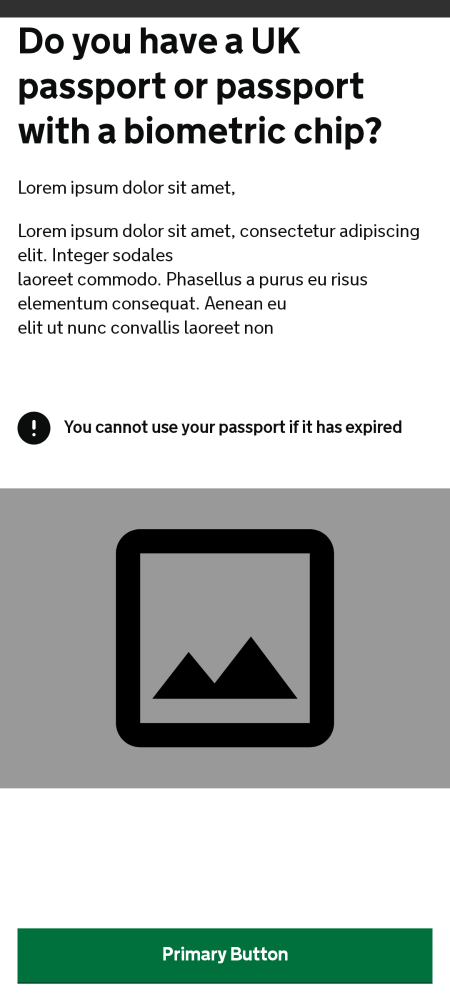 Do you have a UK
passport or passport
with a biometric chip?
Lorem ipsum dolor sit amet,
Lorem ipsum dolor sit amet, consectetur adipiscing
elit. Integer sodales
laoreet commodo. Phasellus a purus eu risus
elementum consequat. Aenean eu
elit ut nunc convallis laoreet non
You cannot use your passport if it has expired
Primary Button